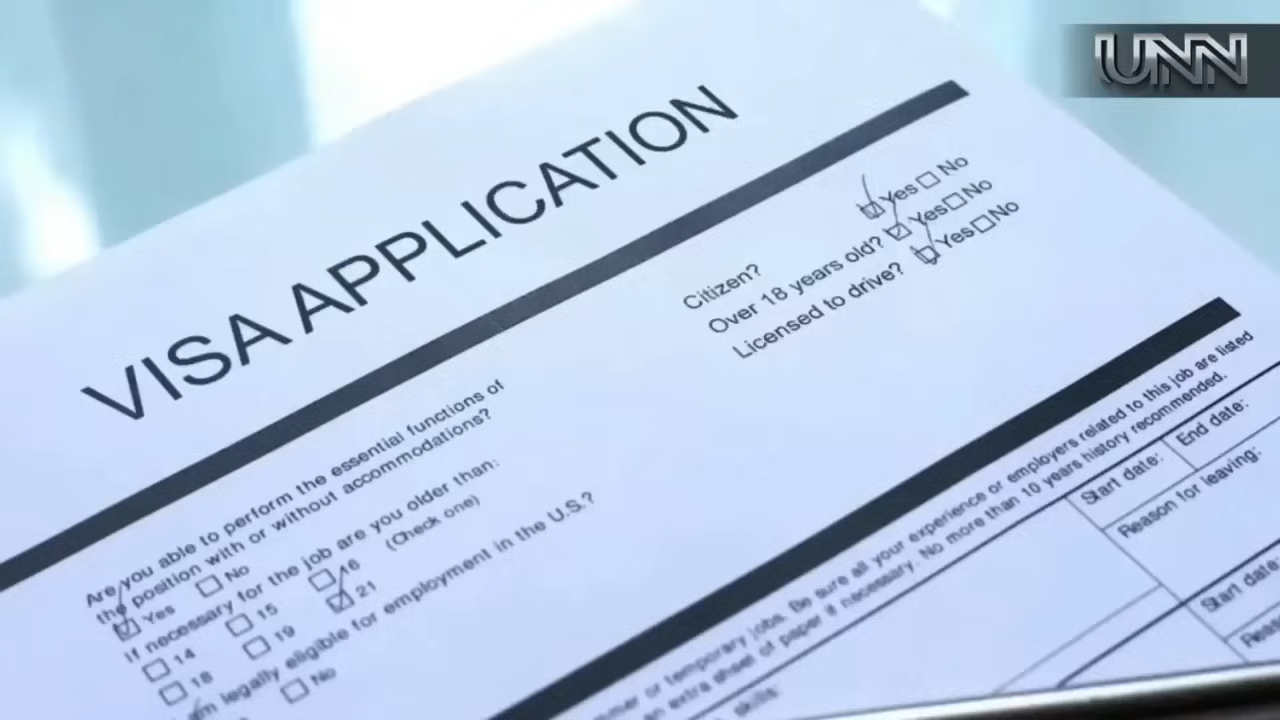 UNN
VISA APPLICATION
Citizen?
Yes No
Over 18 years old?
Yes No
Licensed to drive?
Yes No
Are you able to perform the essential functions of
the position with or without accommodations?
Yes No
If necessary for the job are you older than:
(Check one)
14 15 16
18 19 21
am legally eligible for employment in the U.S.?
No
all your experience or employers related to this job are listed
or temporary jobs. Be sure
an extra sheet of paper if necessary. No more than 10 years history recommended.
skills:
Start date:
End date:
Reason for leaving:
Start date